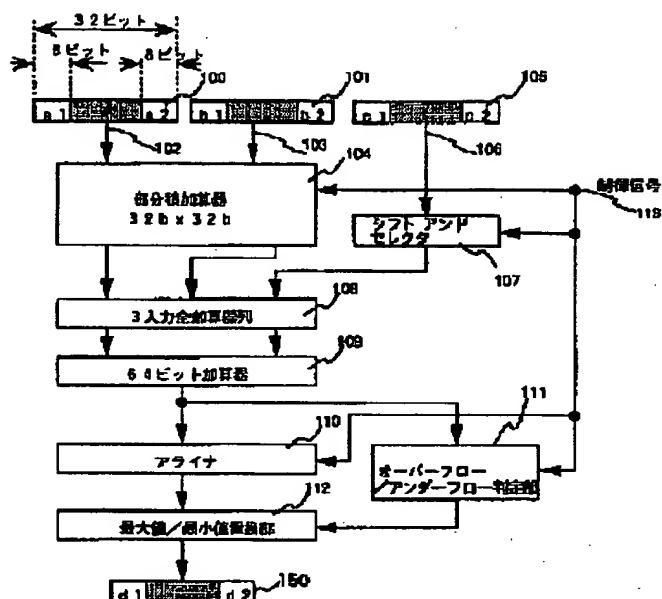 32ビット
8ビット 8ビット
100
101
105
a1 a2
b1 b2
c1 c2
102
103
106
104
制御信号
113
部分積加算器
32b x 32b
シフト アンド
セレクタ
107
108
3入力全加算器列
109
64ビット加算器
111
110
アライナ
オーバーフロー
/アンダーフロー判定部
112
最大値/最小値置換部
150
d1 d2